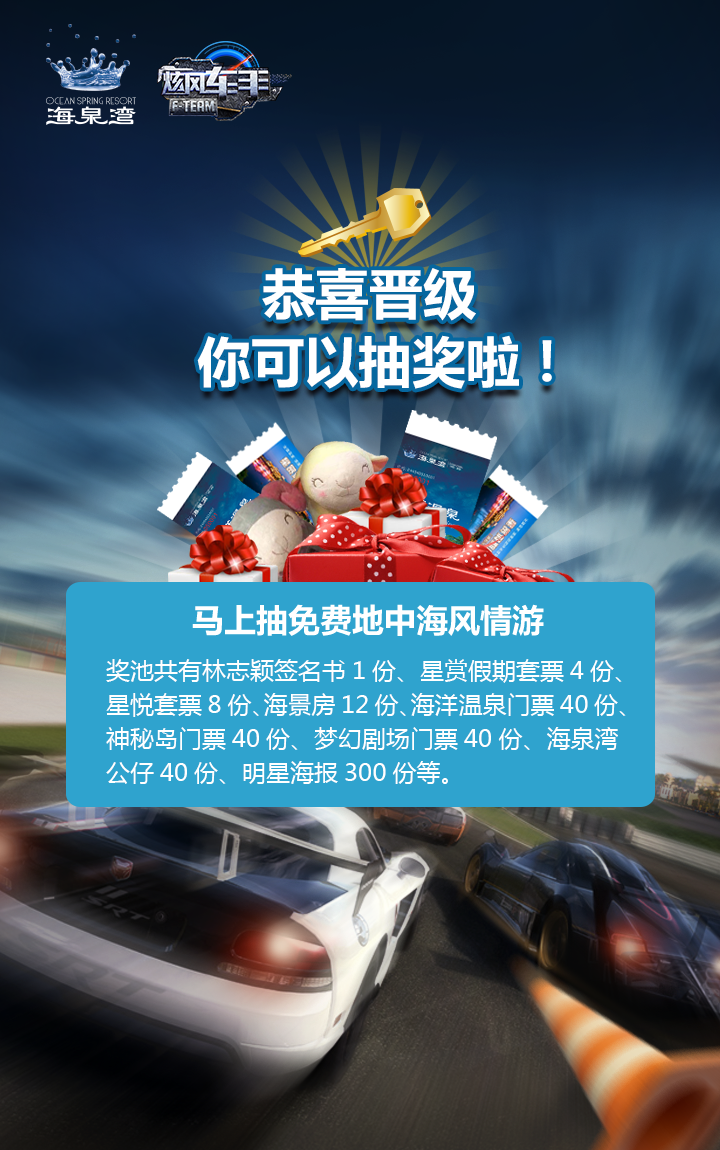 OCEAN SPRING RESORT
海泉湾
炫风车手
F-TEAM
恭喜晋级
你可以抽奖啦！
海泉湾
马上抽免费地中海风情游
奖池共有林志颖签名书 1 份、星赏假期套票 4 份、
星悦套票 8 份、海景房 12 份、海洋温泉门票 40 份、
神秘岛门票 40 份、梦幻剧场门票 40 份、海泉湾
公仔 40 份、明星海报 300 份等。
SRT